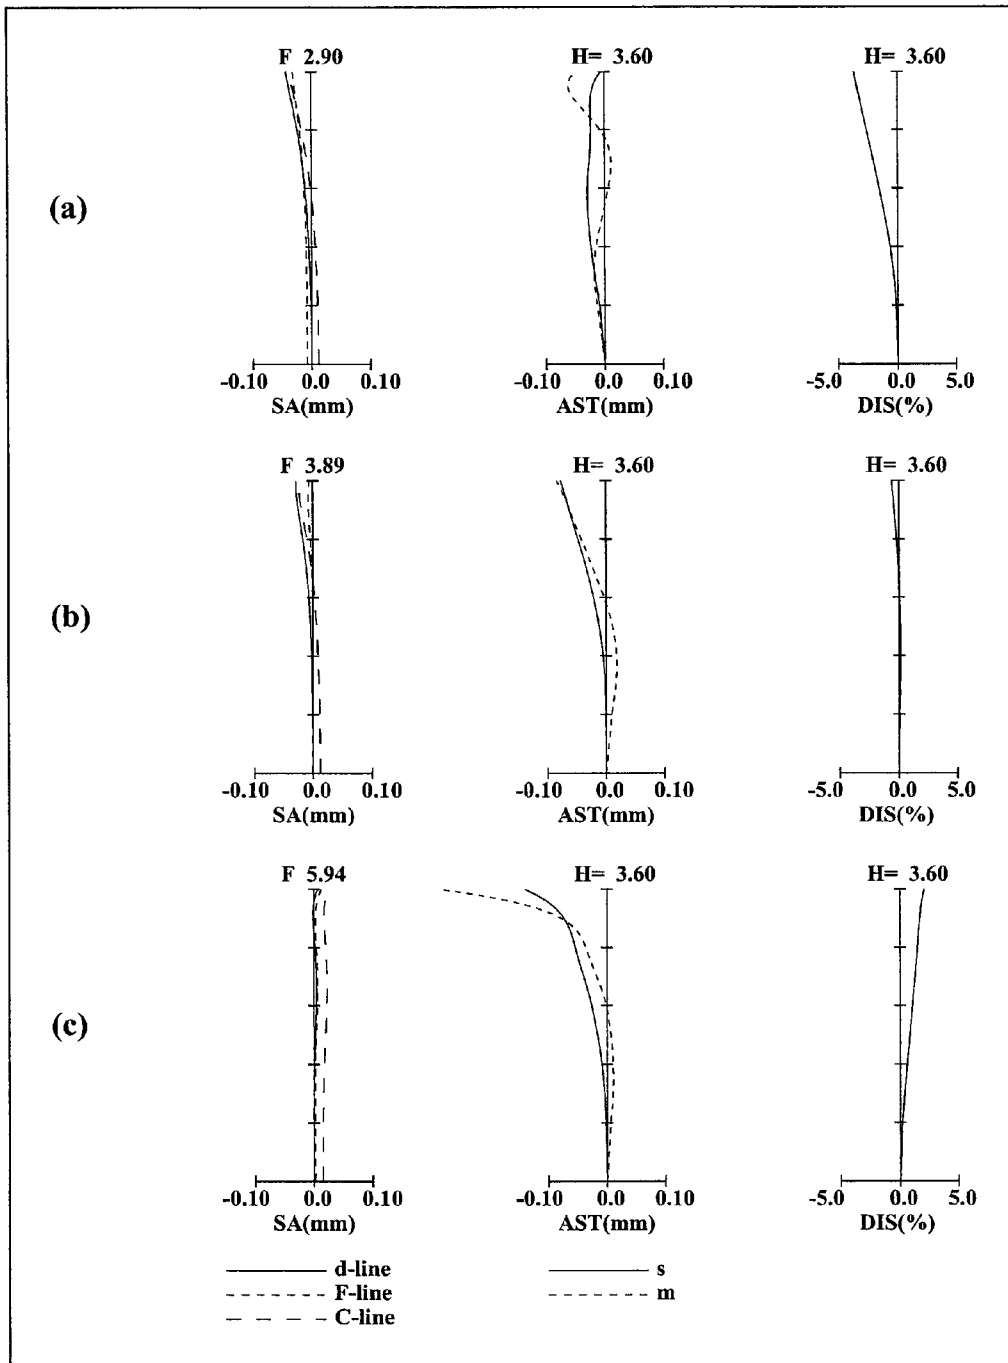 F 2.90 H= 3.60 H= 3.60
(a)
-0.10 0.0 0.10 -0.10 0.0 0.10 -5.0 0.0 5.0
SA(mm) AST(mm) DIS(%)
F 3.89 H= 3.60 H= 3.60
(b)
-0.10 0.0 0.10 -0.10 0.0 0.10 -5.0 0.0 5.0
SA(mm) AST(mm) DIS(%)
F 5.94 H= 3.60 H= 3.60
(c)
-0.10 0.0 0.10 -0.10 0.0 0.10 -5.0 0.0 5.0
SA(mm) AST(mm) DIS(%)
d-line s
F-line m
C-line